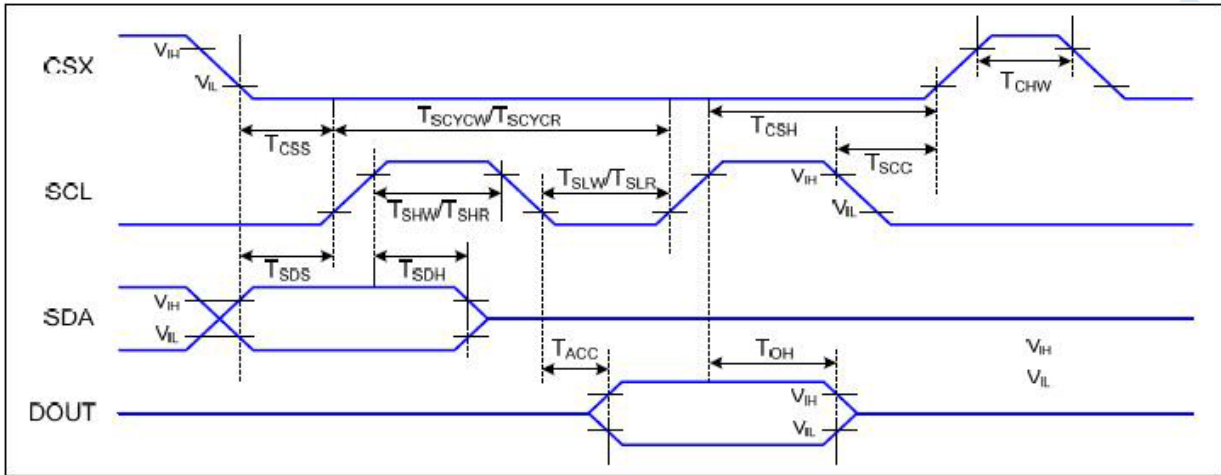 CSX
VIH
VIL
TCHW
TSCYCW/TSCYCR
TCSH
TCSS
TSCC
SCL
TSLW/TSLR
VIH
VIL
TSHW/TSHR
TSDS
TSDH
SDA
VIH
VIL
TACC
TOH
VIH
VIL
DOUT
VIH
VIL